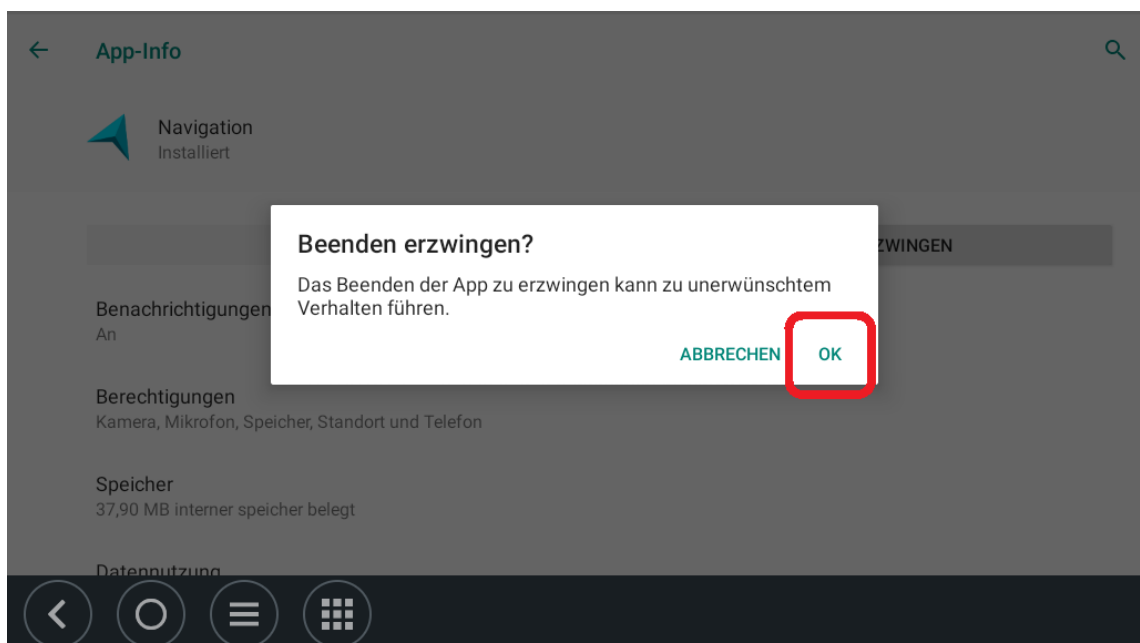 App-Info
Navigation
Installiert
Beenden erzwingen?
ZWINGEN
Das Beenden der App zu erzwingen kann zu unerwünschtem
Verhalten führen.
Benachrichtigungen
An
ABBRECHEN OK
Berechtigungen
Kamera, Mikrofon, Speicher, Standort und Telefon
Speicher
37,90 MB interner speicher belegt
Datennutzung